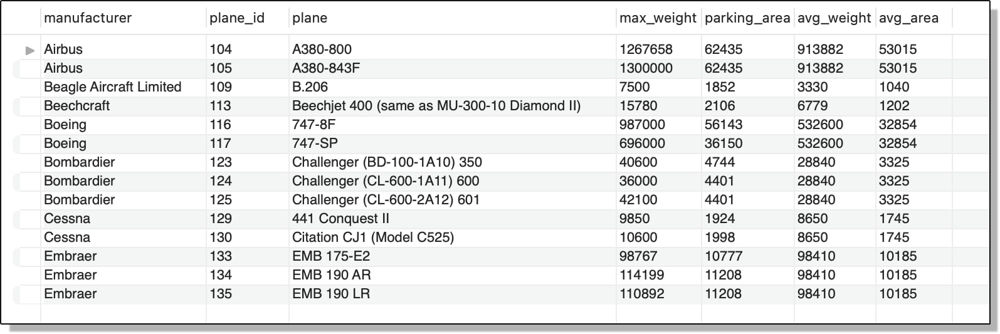 manufacturer plane_id plane max_weight parking_area avg_weight avg_area
Airbus 104 A380-800 1267658 62435 913882 53015
Airbus 105 A380-843F 1300000 62435 913882 53015
Beagle Aircraft Limited 109 B.206 7500 1852 3330 1040
Beechcraft 113 Beechjet 400 (same as MU-300-10 Diamond II) 15780 2106 6779 1202
Boeing 116 747-8F 987000 56143 532600 32854
Boeing 117 747-SP 696000 36150 532600 32854
Bombardier 123 Challenger (BD-100-1A10) 350 40600 4744 28840 3325
Bombardier 124 Challenger (CL-600-1A11) 600 36000 4401 28840 3325
Bombardier 125 Challenger (CL-600-2A12) 601 42100 4401 28840 3325
Cessna 129 441 Conquest II 9850 1924 8650 1745
Cessna 130 Citation CJ1 (Model C525) 10600 1998 8650 1745
Embraer 133 EMB 175-E2 98767 10777 98410 10185
Embraer 134 EMB 190 AR 114199 11208 98410 10185
Embraer 135 EMB 190 LR 110892 11208 98410 10185